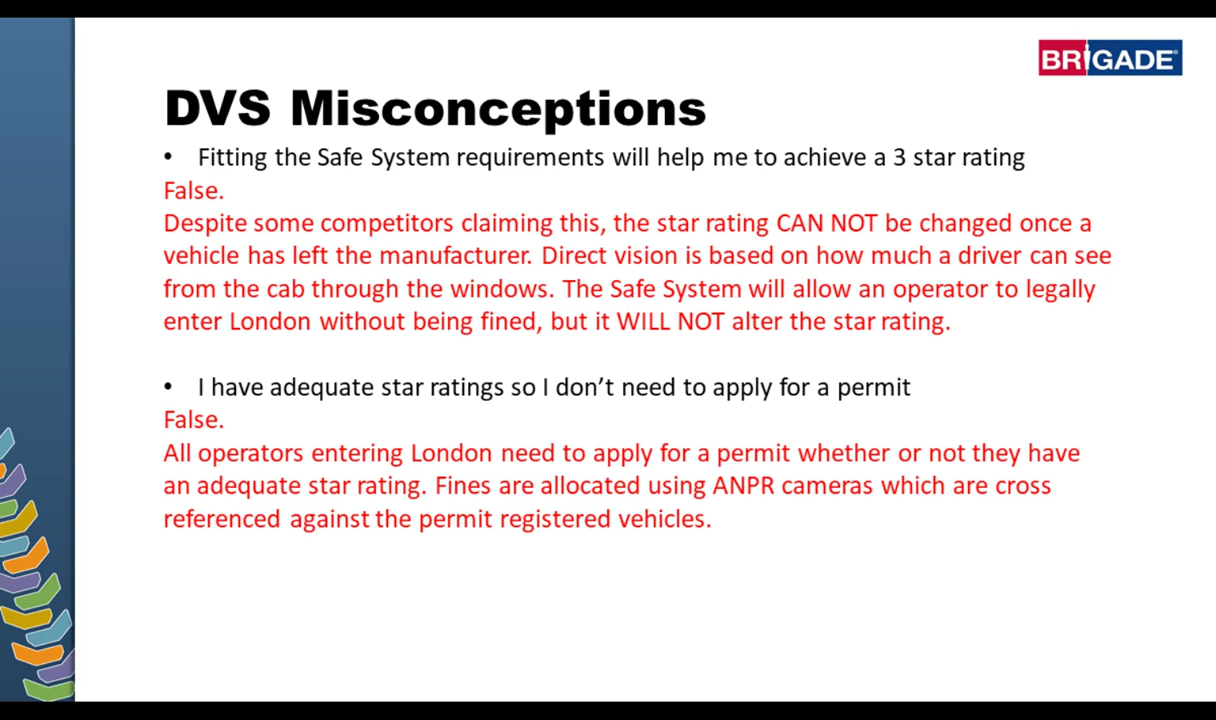 BRIGADE
DVS Misconceptions
• Fitting the Safe System requirements will help me to achieve a 3 star rating
False.
Despite some competitors claiming this, the star rating CAN NOT be changed once a
vehicle has left the manufacturer. Direct vision is based on how much a driver can see
from the cab through the windows. The Safe System will allow an operator to legally
enter London without being fined, but it WILL NOT alter the star rating.
• I have adequate star ratings so I don’t need to apply for a permit
False.
All operators entering London need to apply for a permit whether or not they have
an adequate star rating. Fines are allocated using ANPR cameras which are cross
referenced against the permit registered vehicles.